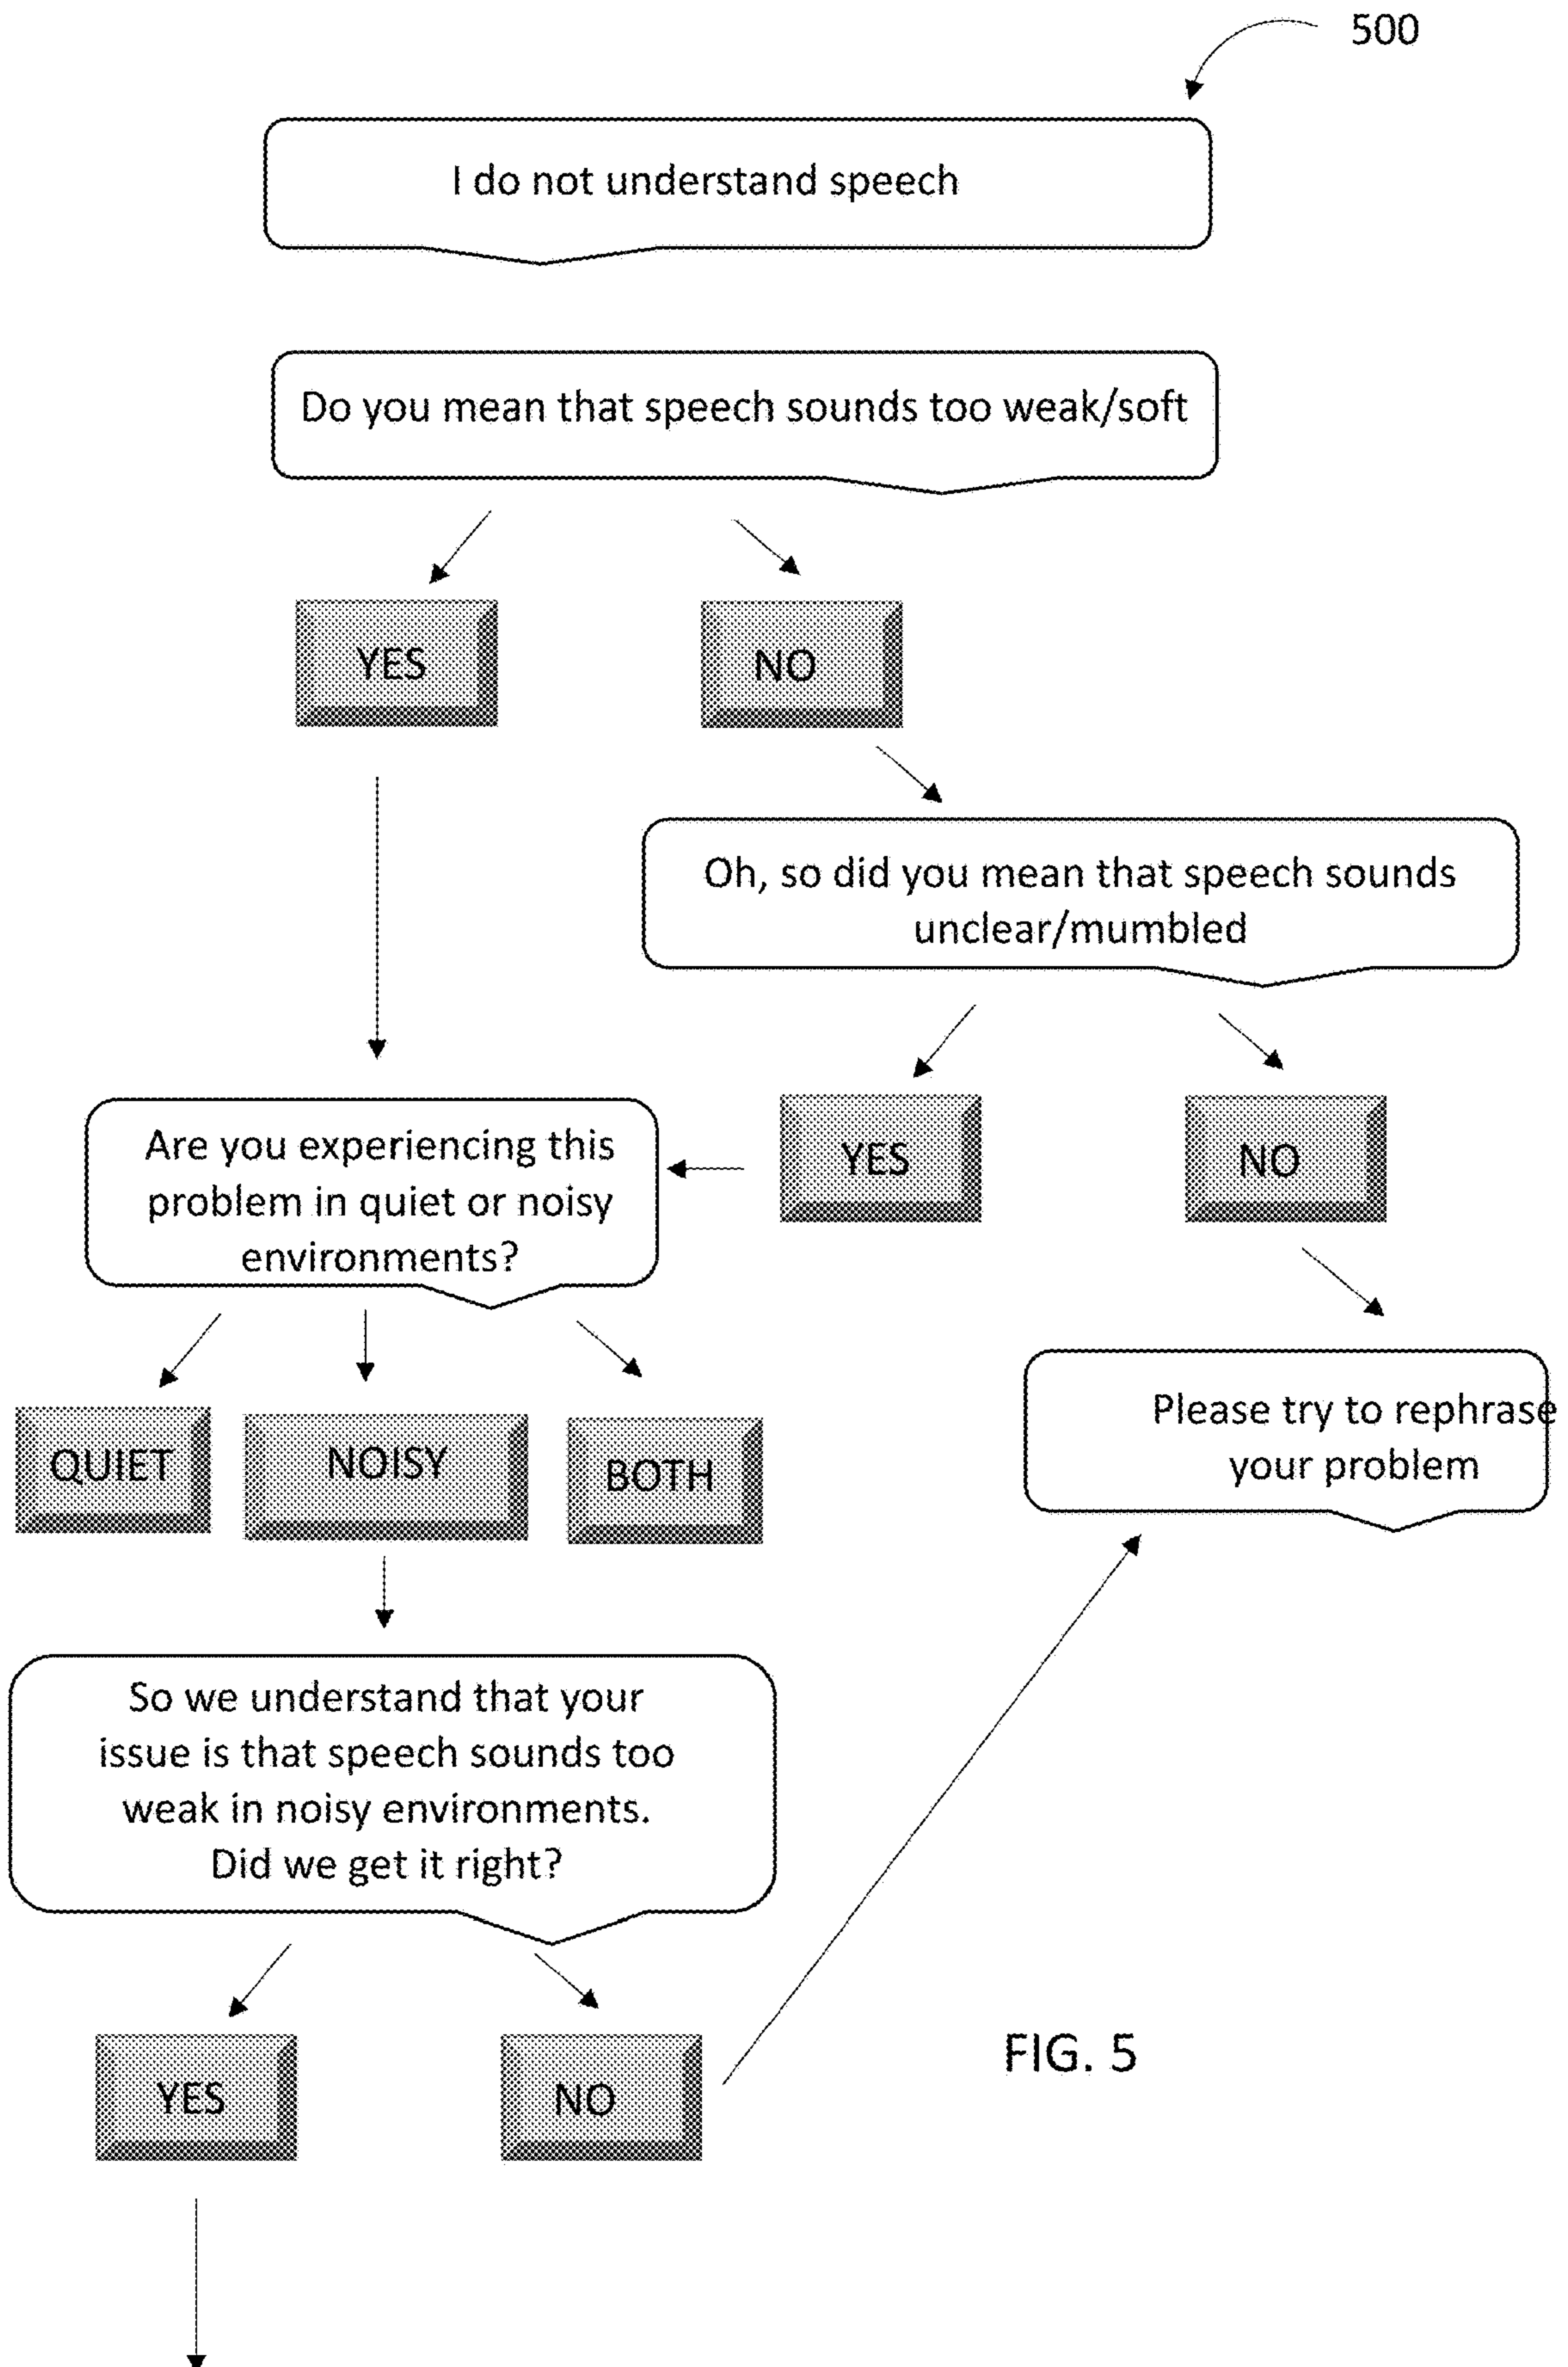 500
I do not understand speech
Do you mean that speech sounds too weak/soft
YES
NO
Oh, so did you mean that speech sounds
unclear/mumbled
YES
NO
Are you experiencing this
problem in quiet or noisy
environments?
QUIET
NOISY
BOTH
Please try to rephrase
your problem
So we understand that your
issue is that speech sounds too
weak in noisy environments.
Did we get it right?
YES
NO
FIG. 5